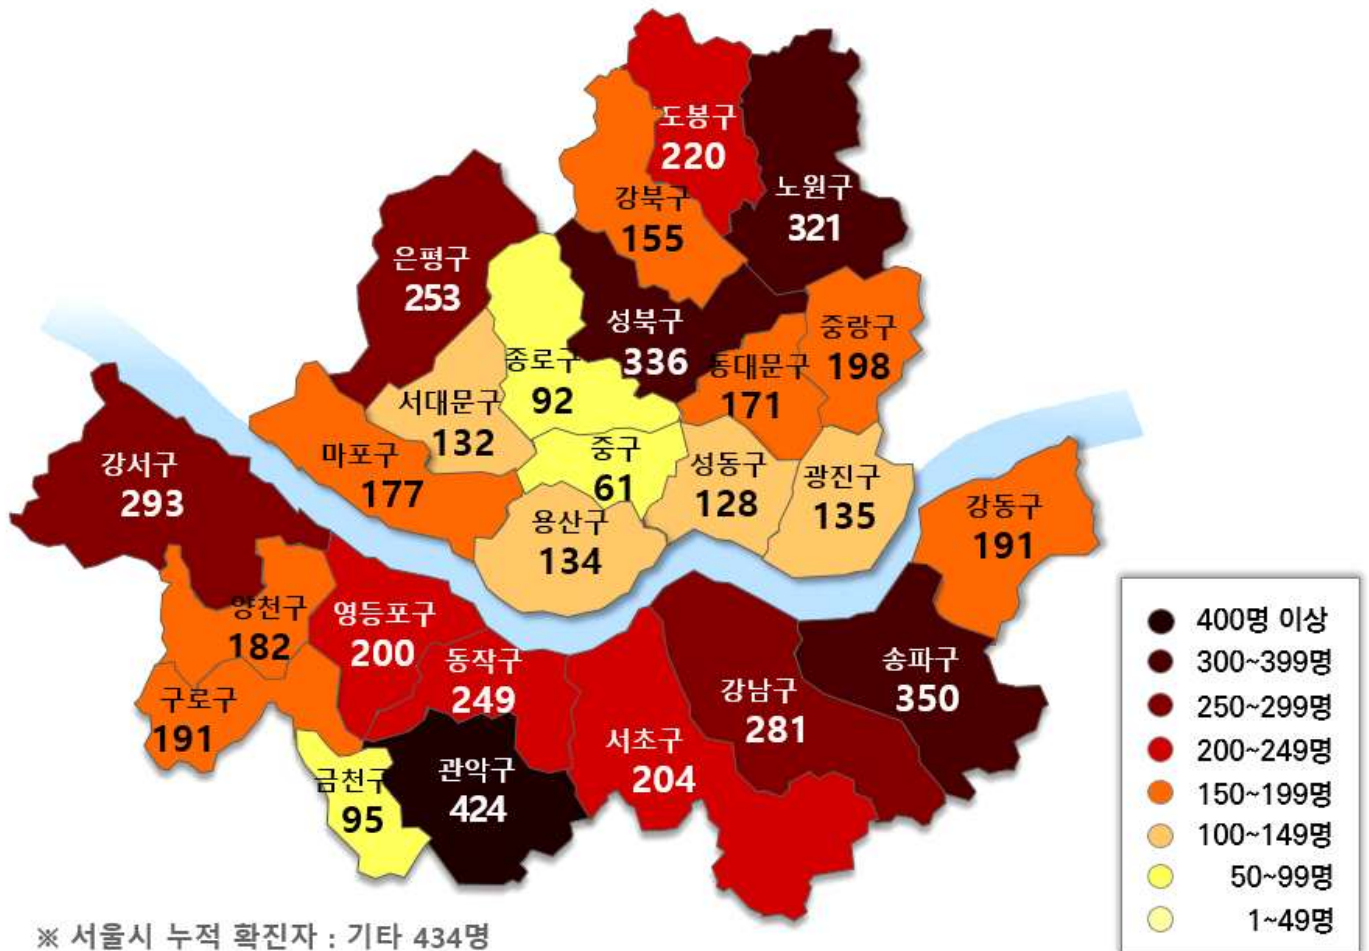 도봉구
220
노원구
321
강북구
155
은평구
253
성북구
336
중랑구
198
종로구
92
동대문구
171
서대문구
132
마포구
177
중구
61
성동구
128
광진구
135
강서구
293
용산구
134
강동구
191
양천구
182
영등포구
200
동작구
249
구로구
191
강남구
281
송파구
350
서초구
204
금천구
95
관악구
424
400명 이상
300~399명
250~299명
200~249명
150~199명
100~149명
50~99명
1~49명
※ 서울시 누적 확진자 : 기타 434명